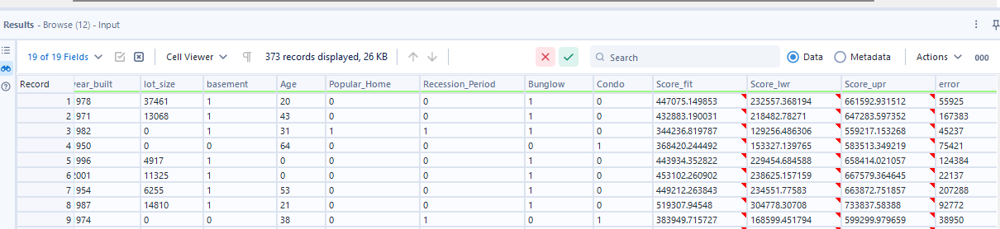 Results - Browse (12) - Input
19 of 19 Fields Cell Viewer 373 records displayed, 26 KB Search Data Metadata Actions 000
Record year_built lot_size basement Age Popular_Home Recession_Period Bunglow Condo Score_fit Score_lwr Score_upr error
1 978 37461 1 20 0 0 1 0 447075.149853 232557.368194 661592.931512 55925
2 971 13068 1 43 0 0 1 0 432883.190031 218482.78271 647283.597352 167383
3 982 0 1 31 1 1 1 0 344236.819787 129256.486306 559217.153268 45237
4 950 0 0 64 0 0 0 1 368420.244492 153327.139765 583513.349219 75421
5 996 4917 1 0 0 0 1 0 443934.352822 229454.684588 658414.021057 124384
6 2001 11325 1 0 0 0 1 0 453102.260902 238625.157159 667579.364645 22137
7 954 6255 1 53 0 0 1 0 449212.263843 234551.77583 663872.751857 207288
8 987 14810 1 21 0 0 1 0 519307.94548 304778.30708 733837.58388 92772
9 974 0 0 38 0 1 0 1 383949.715727 168599.451794 599299.979659 38950